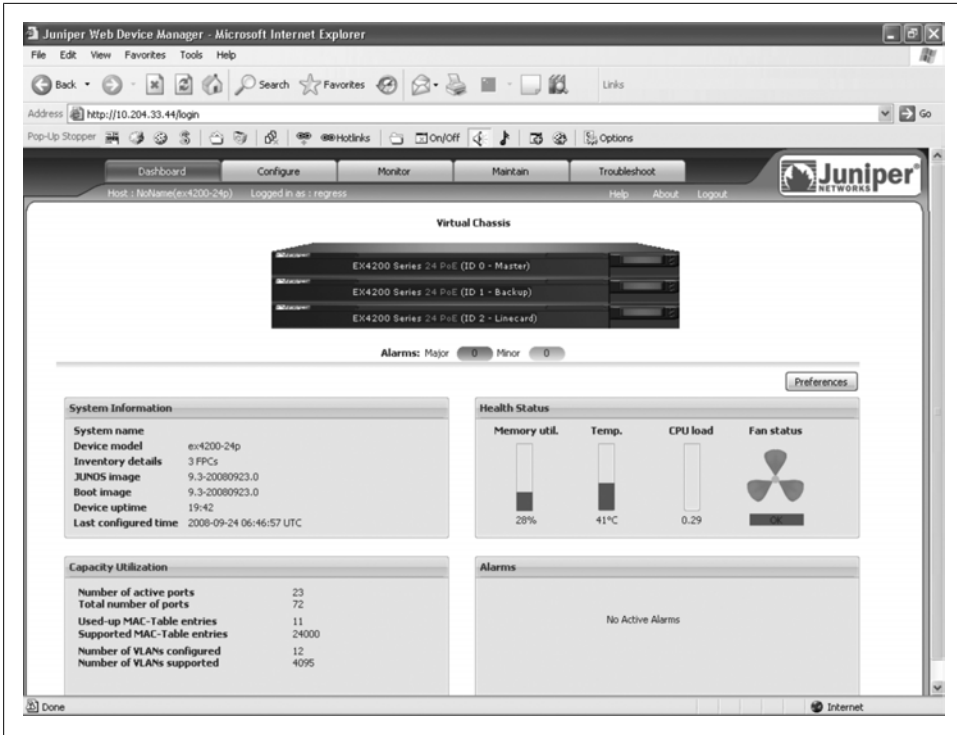 Juniper Web Device Manager - Microsoft Internet Explorer
File Edit View Favorites Tools Help
Back Search Favorites Links
Address http://10.204.33.44/login Go
Pop-Up Stopper Hotlinks On/Off Options
Dashboard Configure Monitor Maintain Troubleshoot
Juniper
NETWORKS
Host : NoName(ex4200-24p) Logged in as : regress Help About Logout
Virtual Chassis
EX4200 Series 24 PoE (ID 0 - Master)
EX4200 Series 24 PoE (ID 1 - Backup)
EX4200 Series 24 PoE (ID 2 - Linecard)
Alarms: Major 0 Minor 0
Preferences
System Information
System name
Device model ex4200-24p
Inventory details 3 FPCs
JUNOS image 9.3-20080923.0
Boot image 9.3-20080923.0
Device uptime 19:42
Last configured time 2008-09-24 06:46:57 UTC
Health Status
Memory util. Temp. CPU load Fan status
28% 41°C 0.29 OK
Capacity Utilization
Number of active ports 23
Total number of ports 72
Used-up MAC-Table entries 11
Supported MAC-Table entries 24000
Number of VLANs configured 12
Number of VLANs supported 4095
Alarms
No Active Alarms
Done Internet